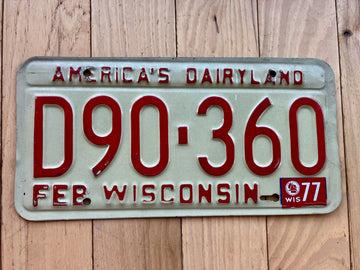 AMERICA'S DAIRYLAND
D90-360
FEB WISCONSIN
WIS 77